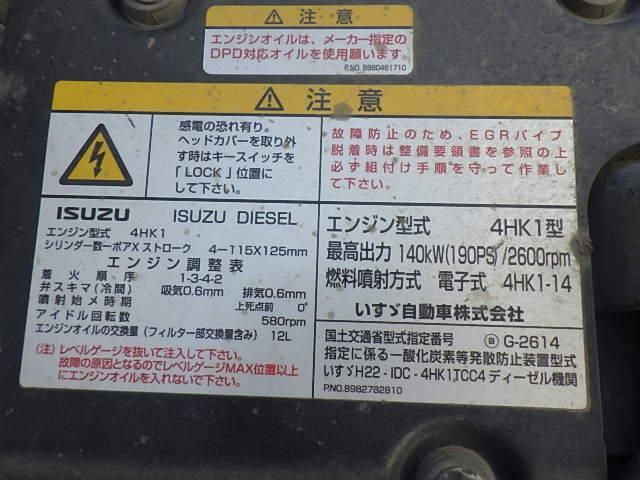 ⚠ 注意
エンジンオイルは、メーカー指定の
DPD対応オイルを使用願います。
P.NO. 8980461710
⚠ 注意
感電の恐れ有り。
ヘッドカバーを取り外
す時はキースイッチを
「LOCK」位置に
して下さい。
故障防止のため、EGRパイプ
脱着時は整備要領書を参照の上
必ず組付け手順を守って作業し
て下さい。
ISUZU ISUZU DIESEL
エンジン型式 4HK1
シリンダー数ーボアXストローク 4-115X125mm
エンジン調整表
着火順序 1-3-4-2
弁スキマ(冷間) 吸気0.6mm 排気0.6mm
噴射始メ時期 上死点前 0°
アイドル回転数 580rpm
エンジンオイルの交換量(フィルター部交換量含み) 12L
(注)レベルゲージを抜いて注入して下さい。
故障の原因となるのでレベルゲージMAX位置以上
にエンジンオイルを入れないで下さい。
エンジン型式 4HK1型
最高出力 140kW(190PS)/2600rpm
燃料噴射方式 電子式 4HK1-14
いすゞ自動車株式会社
国土交通省型式指定番号 G-2614
指定に係る一酸化炭素等発散防止装置型式
いすゞH22-IDC-4HK1TCC4ディーゼル機関
P.NO. 8982782810